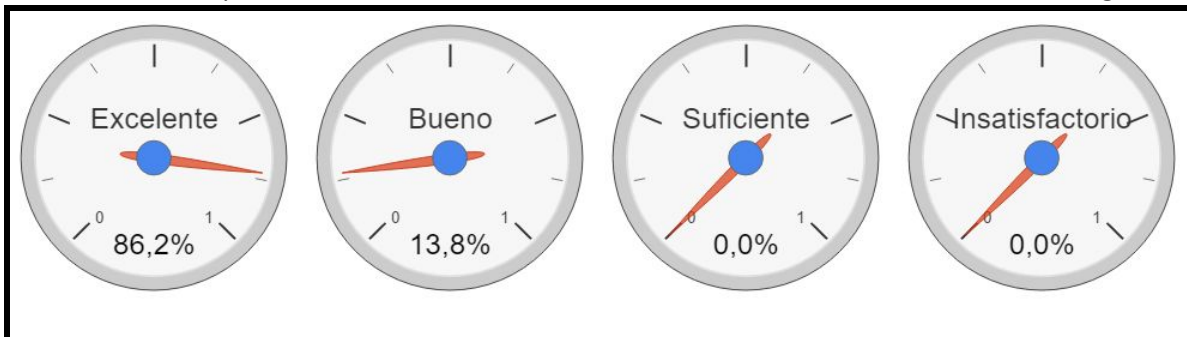 Excelente
0 1
86,2%
Bueno
0 1
13,8%
Suficiente
0 1
0,0%
Insatisfactorio
0 1
0,0%